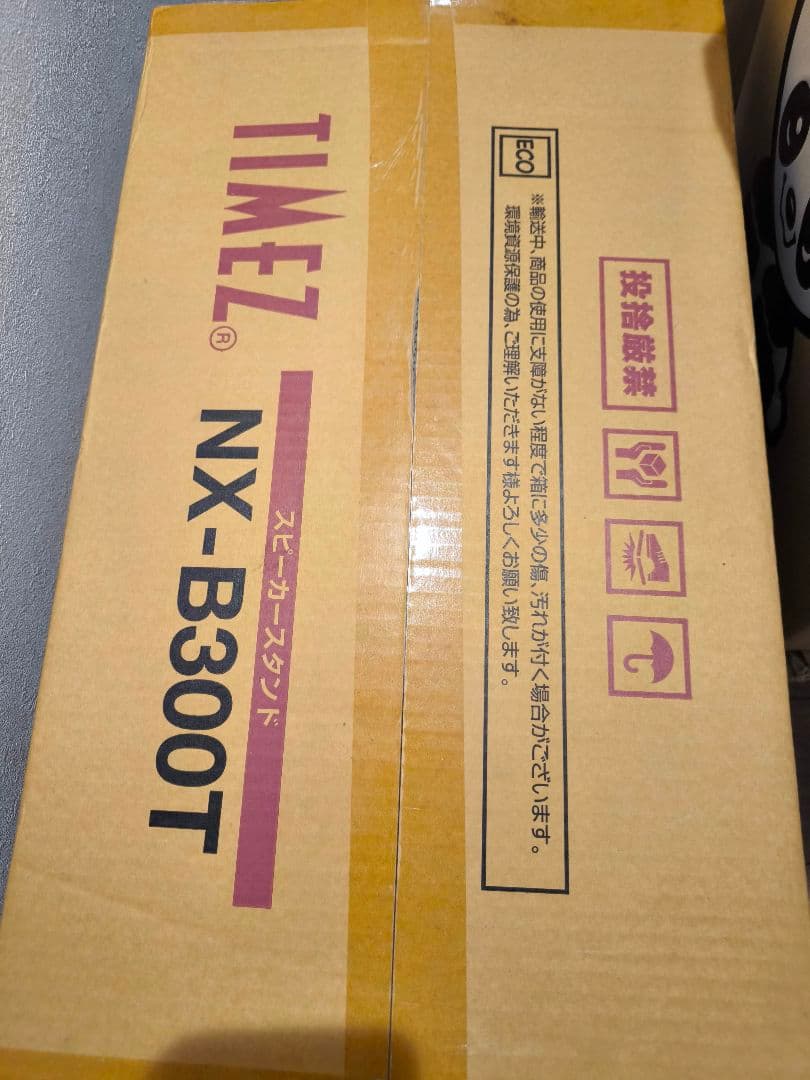 投捨厳禁
ECO
※輸送中、商品の使用に支障がない程度で箱に多少の傷、汚れが付く場合がございます。
環境資源保護の為、ご理解いただきます様よろしくお願い致します。
TIMEZ®
スピーカースタンド
NX-B300T